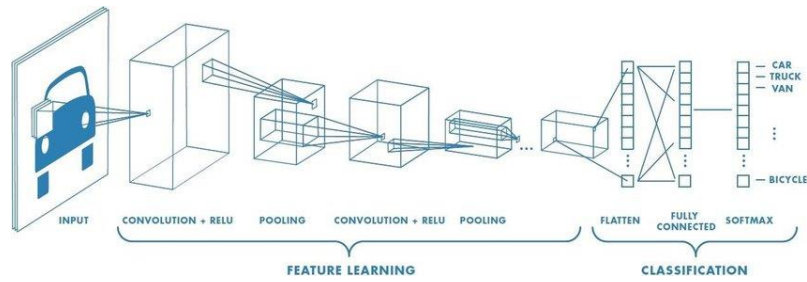 CAR
TRUCK
VAN
BICYCLE
INPUT
CONVOLUTION + RELU
POOLING
CONVOLUTION + RELU
POOLING
FLATTEN
FULLY
CONNECTED
SOFTMAX
FEATURE LEARNING
CLASSIFICATION